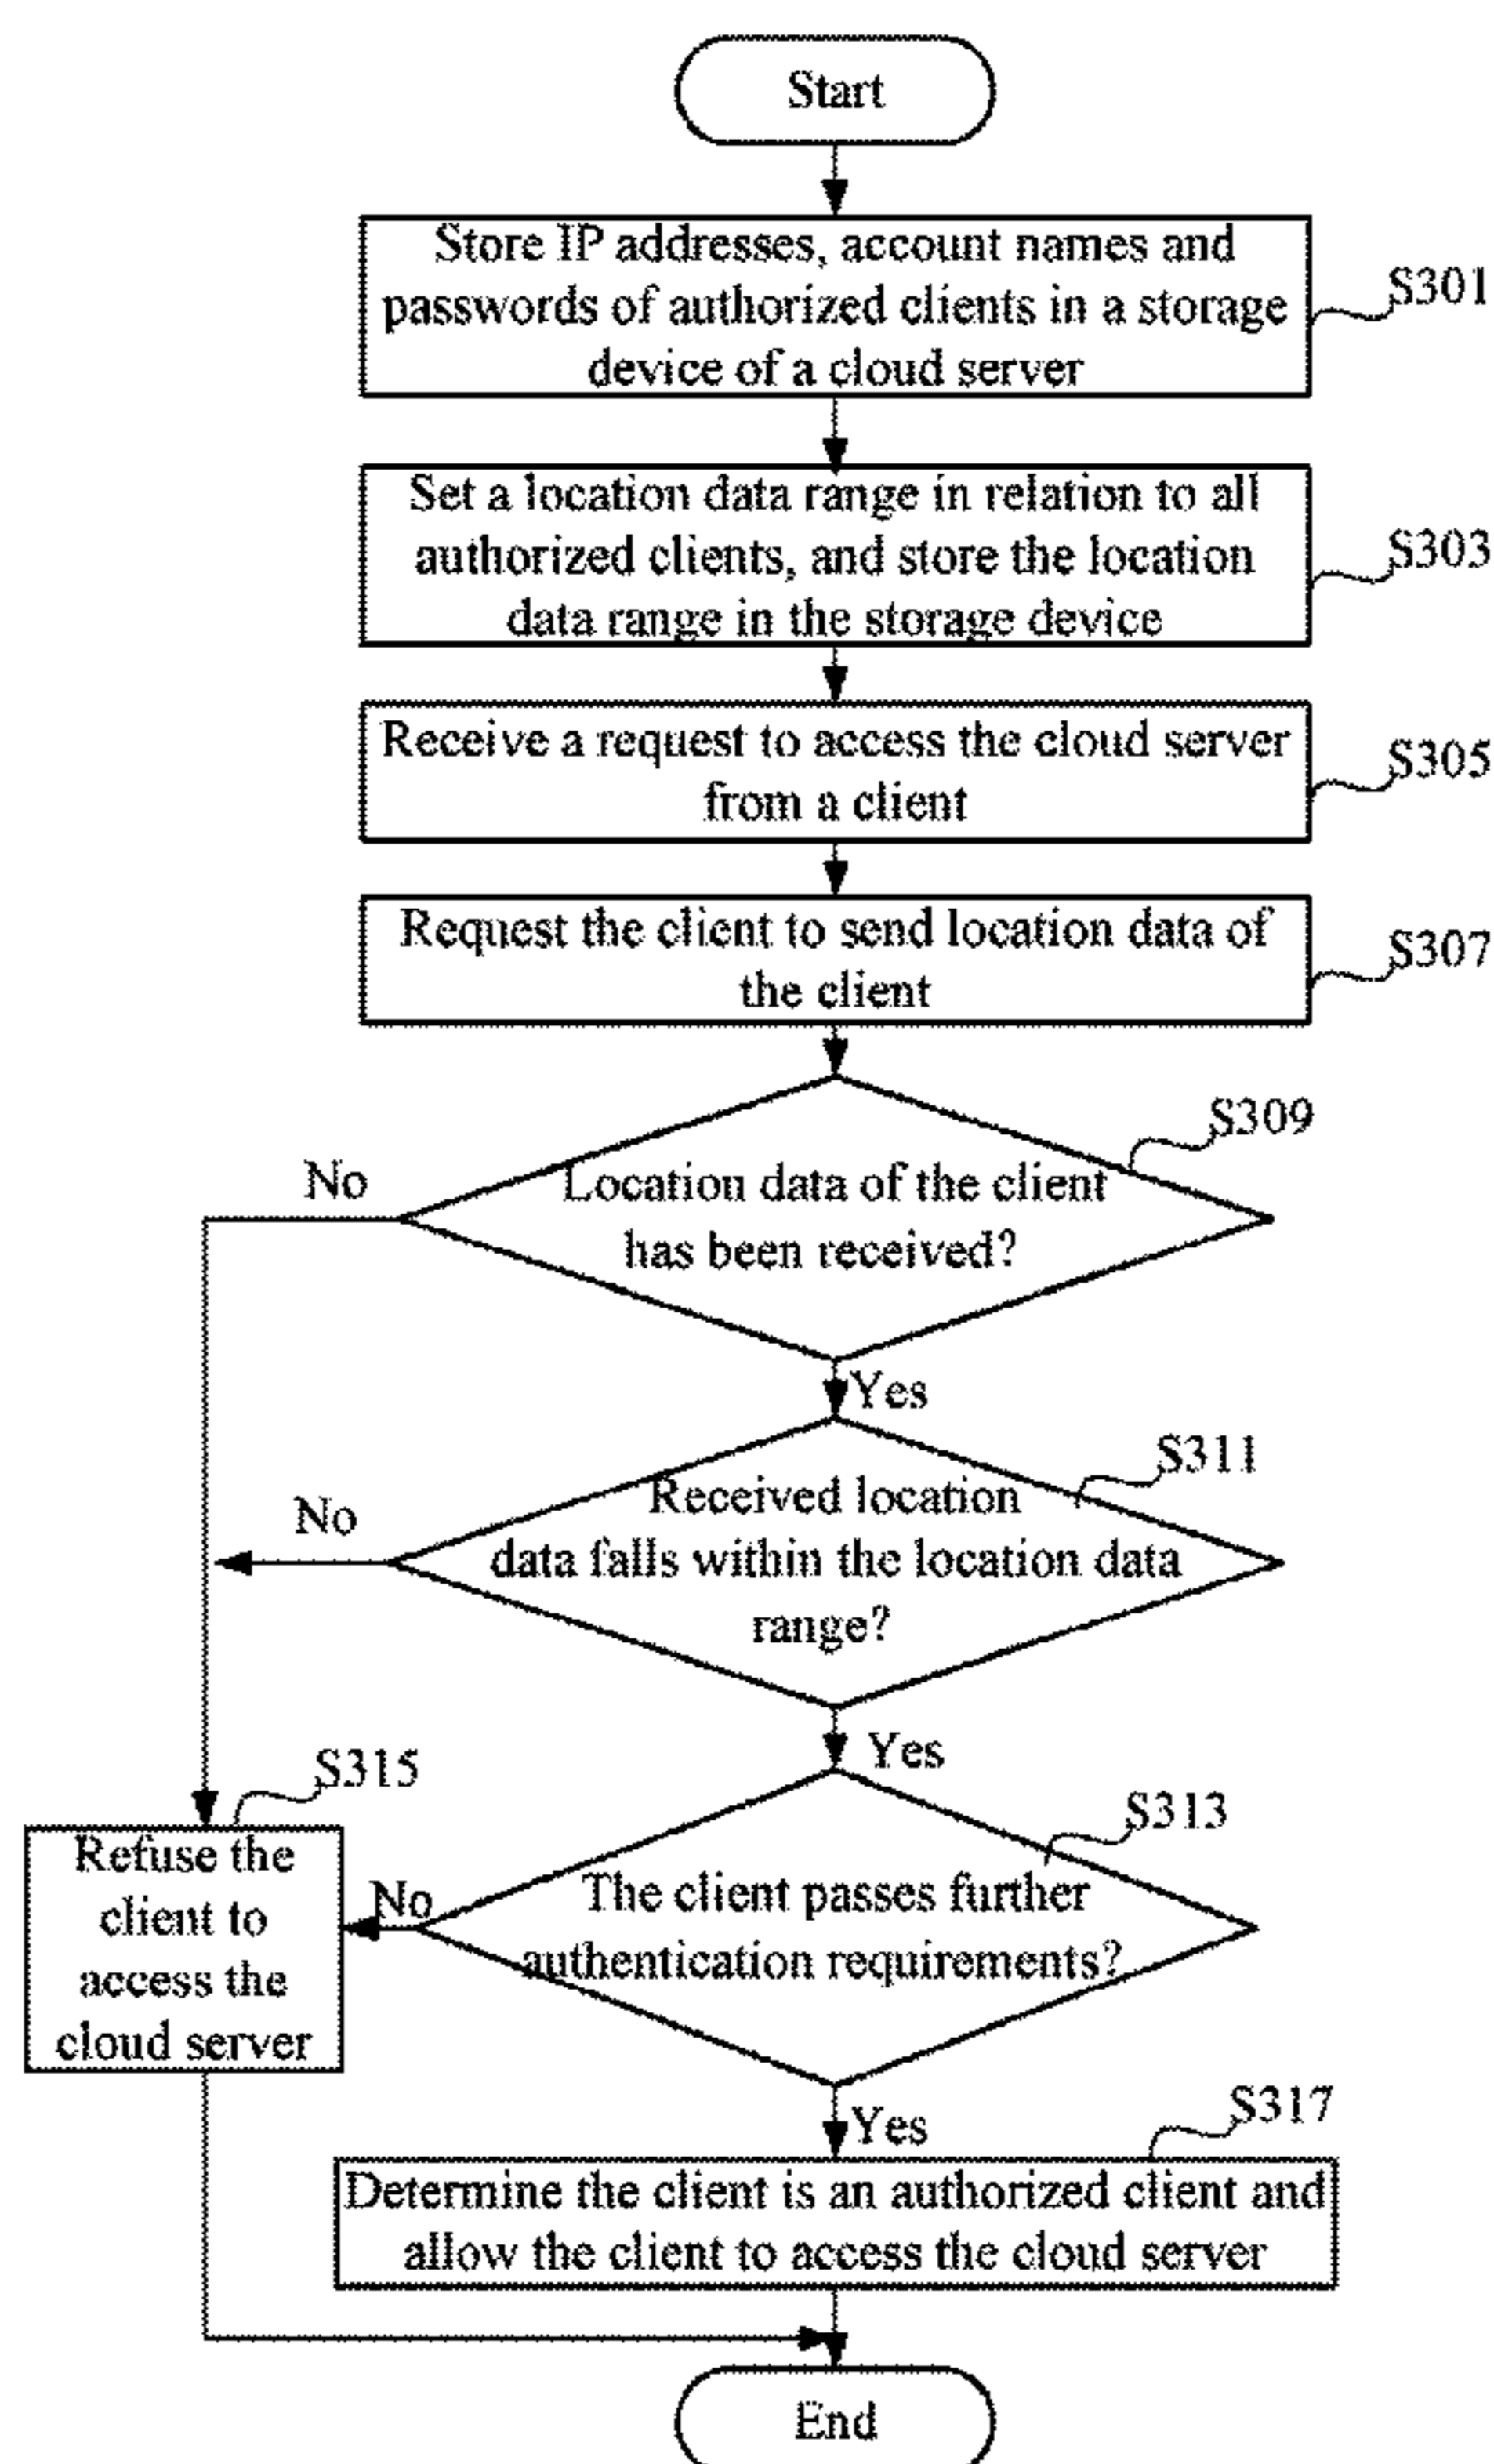 Start
Store IP addresses, account names and
passwords of authorized clients in a storage
device of a cloud server
S301
Set a location data range in relation to all
authorized clients, and store the location
data range in the storage device
S303
Receive a request to access the cloud server
from a client
S305
Request the client to send location data of
the client
S307
S309
Location data of the client
has been received?
No
Yes
S311
Received location
data falls within the location data
range?
No
Yes
S313
The client passes further
authentication requirements?
No
S315
Refuse the
client to
access the
cloud server
Yes
S317
Determine the client is an authorized client and
allow the client to access the cloud server
End